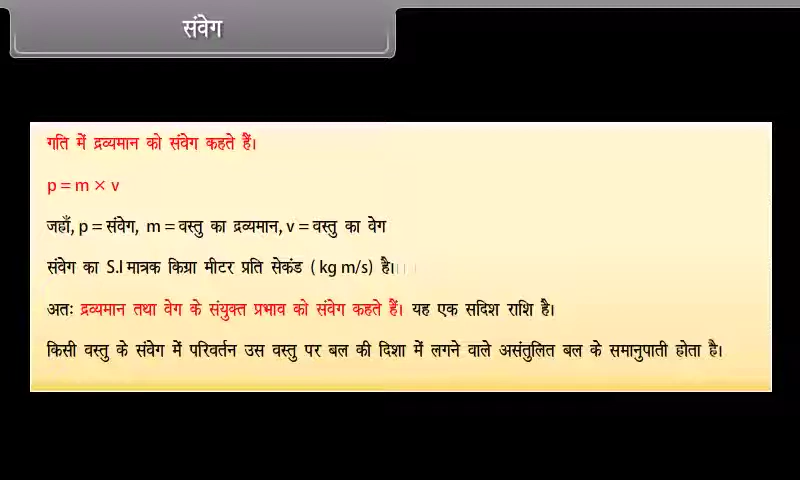 संवेग
गति में द्रव्यमान को संवेग कहते हैं।
p = m × v
जहाँ, p = संवेग, m = वस्तु का द्रव्यमान, v = वस्तु का वेग
संवेग का S.I मात्रक किग्रा मीटर प्रति सेकंड ( kg m/s) है।
अतः द्रव्यमान तथा वेग के संयुक्त प्रभाव को संवेग कहते हैं। यह एक सदिश राशि है।
किसी वस्तु के संवेग में परिवर्तन उस वस्तु पर बल की दिशा में लगने वाले असंतुलित बल के समानुपाती होता है।